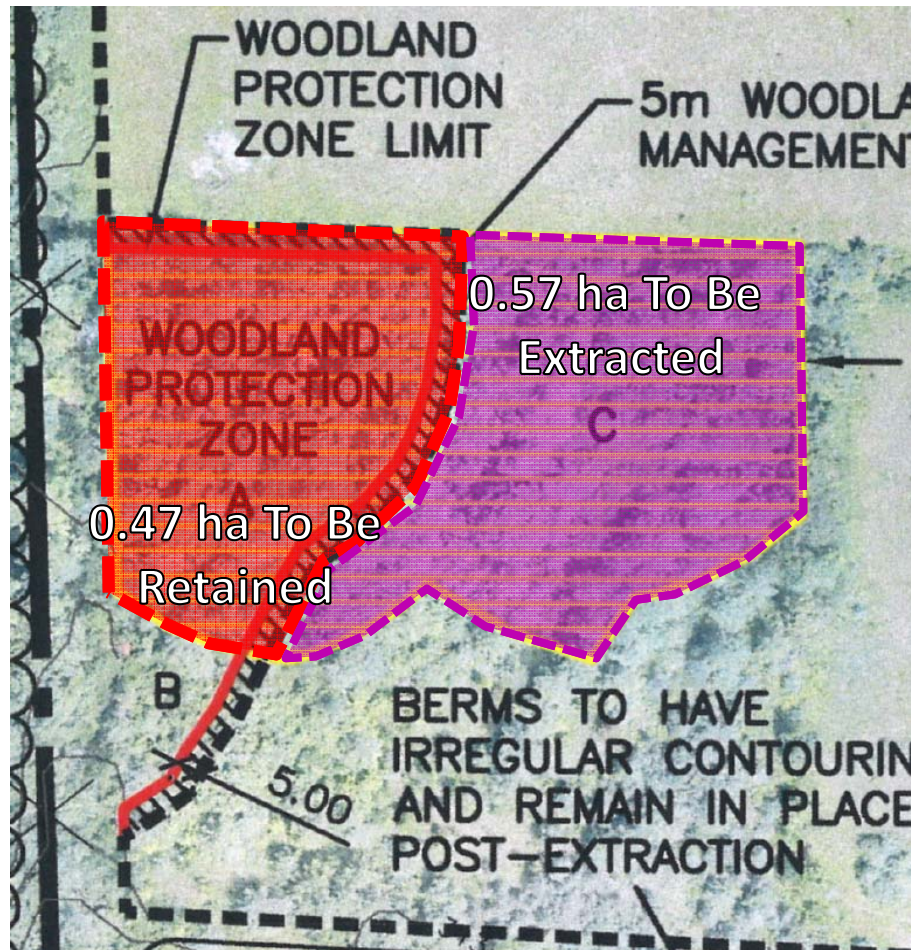 WOODLAND
PROTECTION
ZONE LIMIT
5m WOODLA
MANAGEMENT
0.57 ha To Be
Extracted
WOODLAND
PROTECTION
ZONE
A
C
0.47 ha To Be
Retained
B
5.00
BERMS TO HAVE
IRREGULAR CONTOURIN
AND REMAIN IN PLACE
POST-EXTRACTION